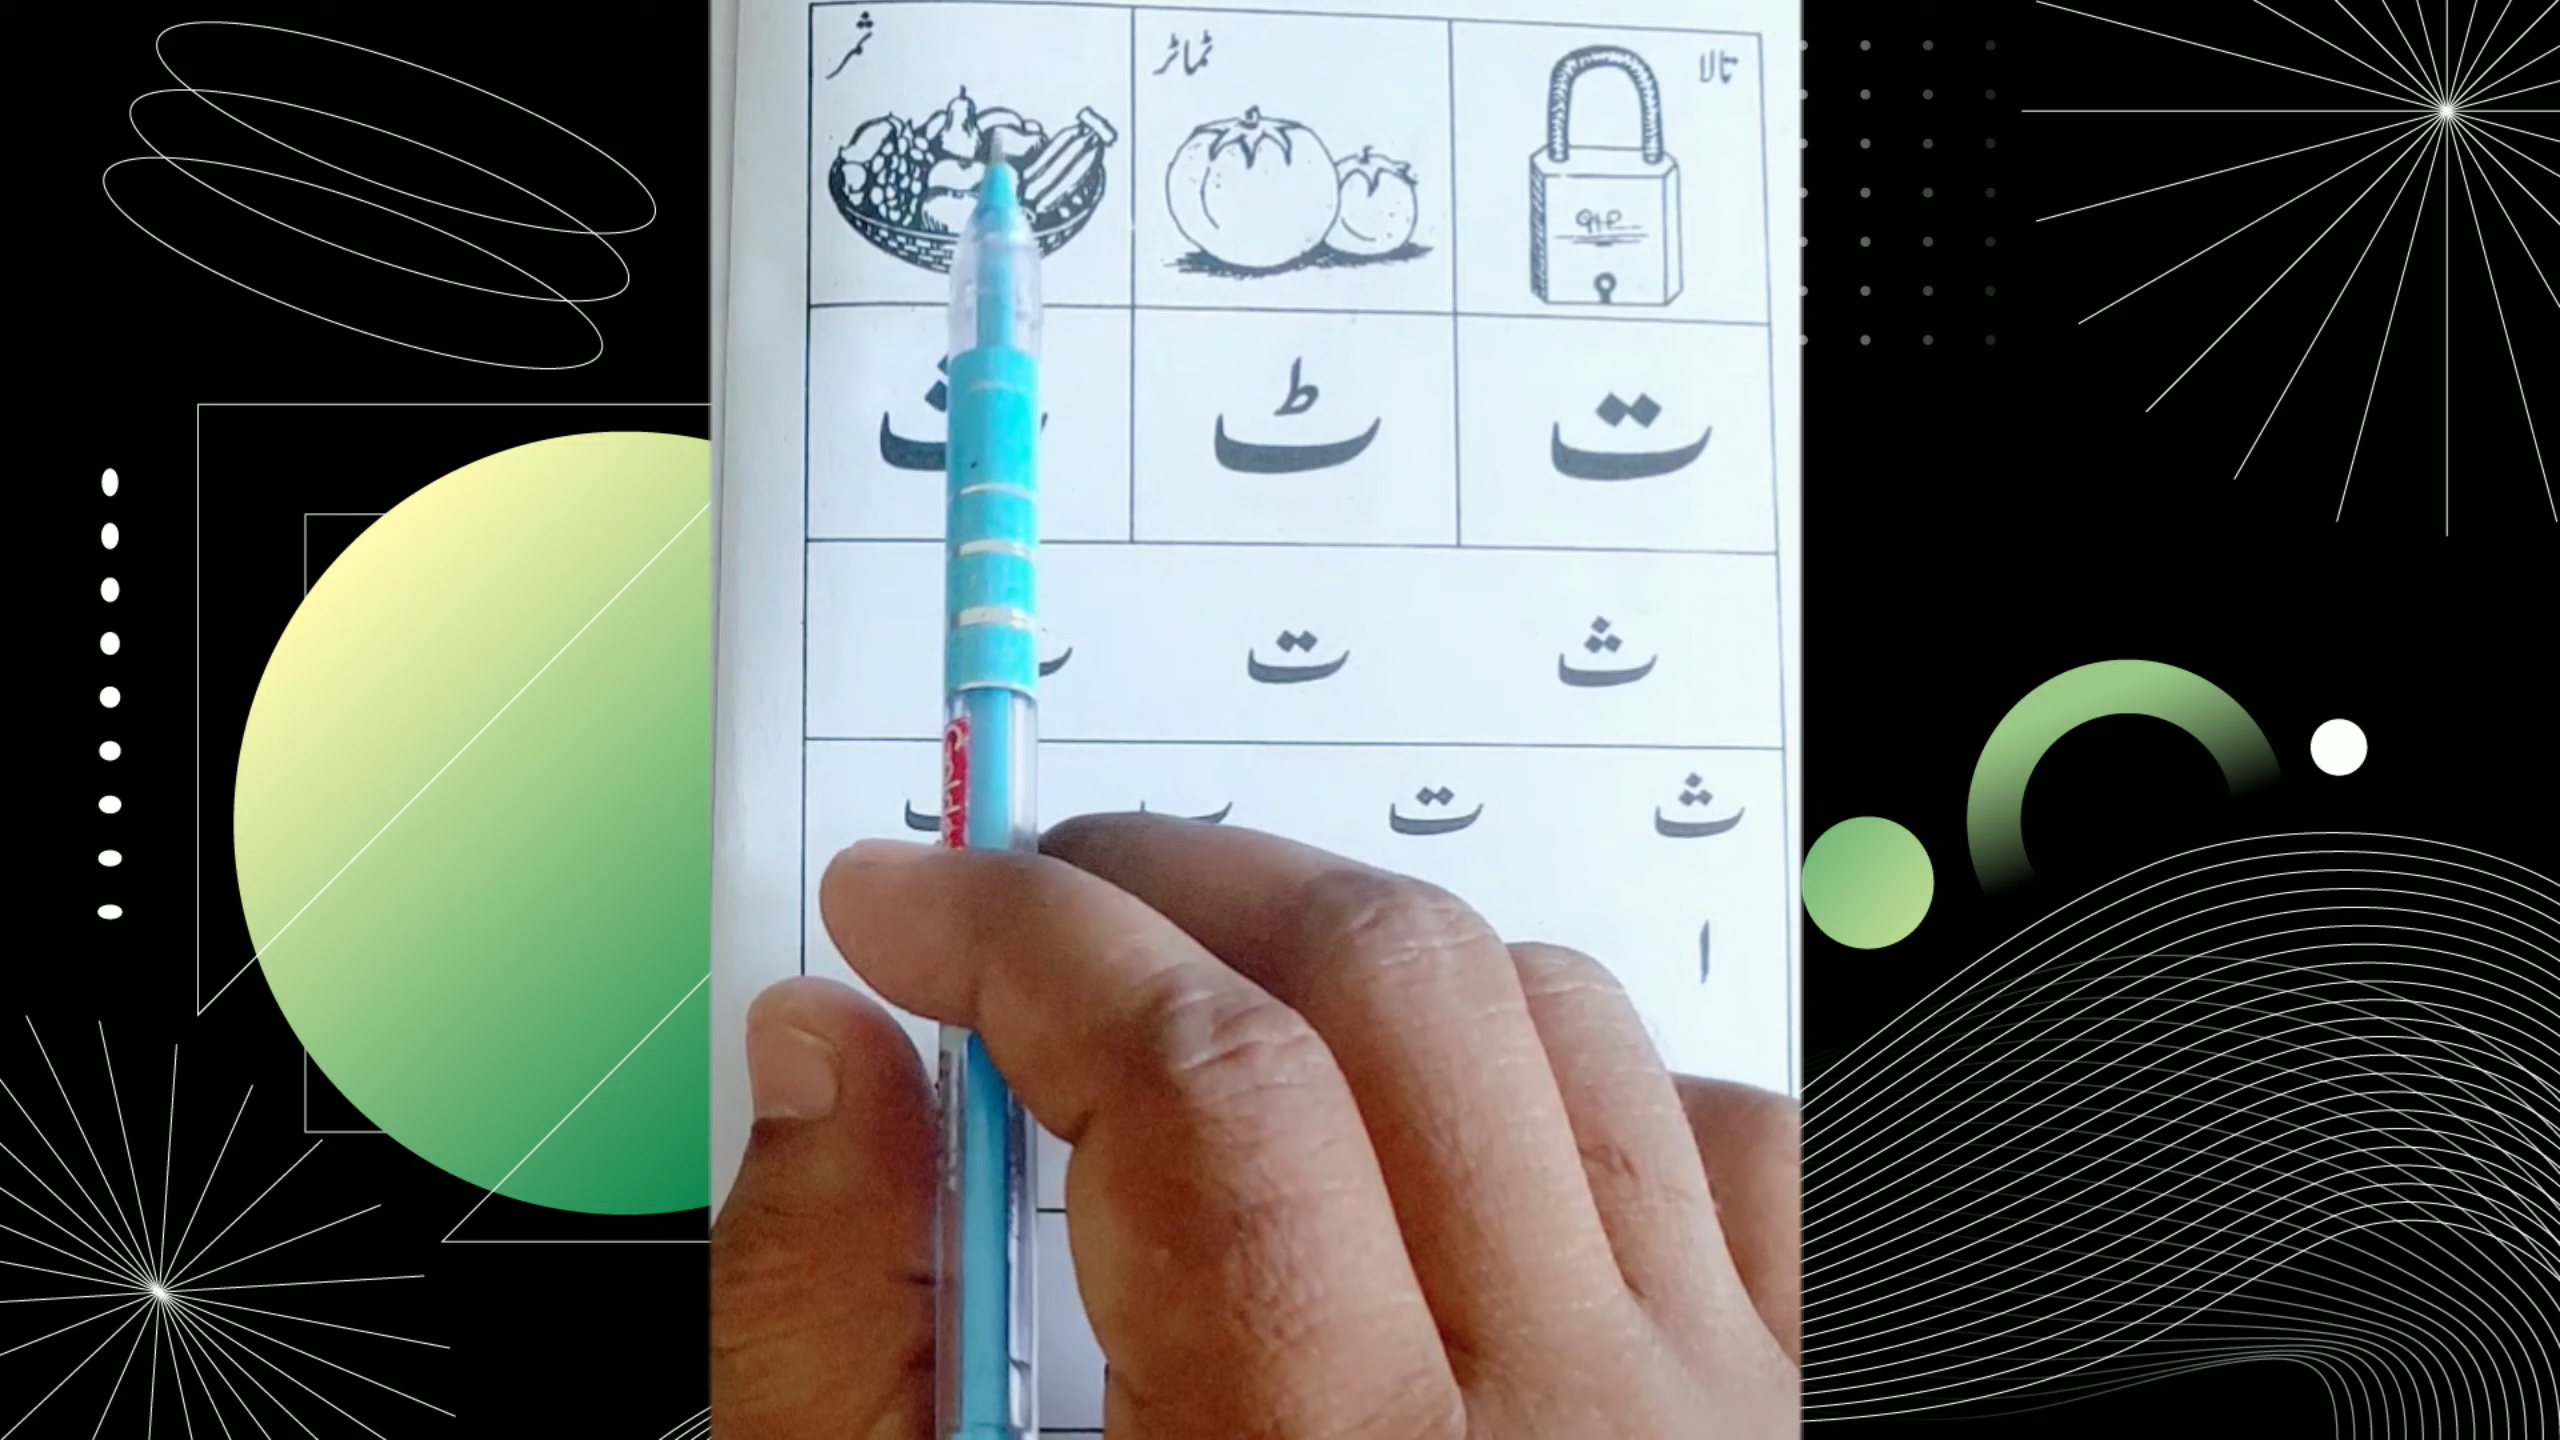 تالا ٹماٹر ثمر
ت ٹ ث
ث ت
ث ت
ا